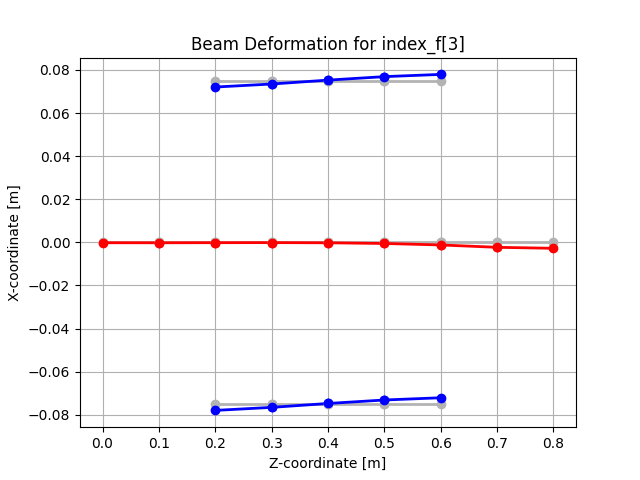 Beam Deformation for index_f[3]
X-coordinate [m]
0.08
0.06
0.04
0.02
0.00
−0.02
−0.04
−0.06
−0.08
0.0 0.1 0.2 0.3 0.4 0.5 0.6 0.7 0.8
Z-coordinate [m]